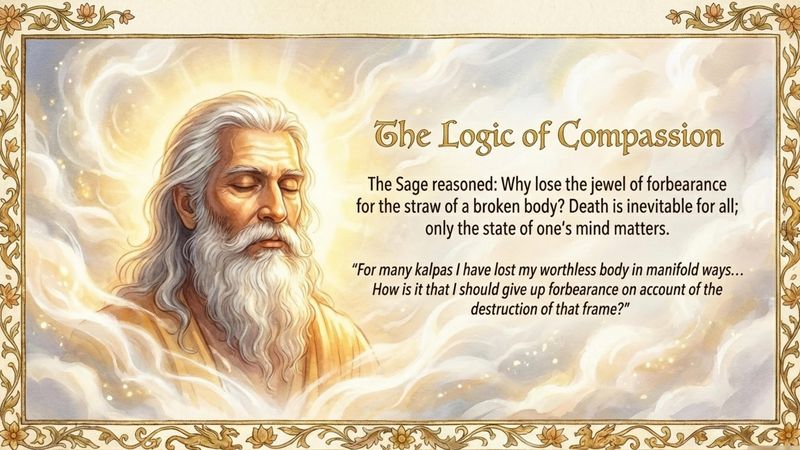 The Logic of Compassion
The Sage reasoned: Why lose the jewel of forbearance
for the straw of a broken body? Death is inevitable for all;
only the state of one's mind matters.
“For many kalpas I have lost my worthless body in manifold ways…
How is it that I should give up forbearance on account of the
destruction of that frame?”